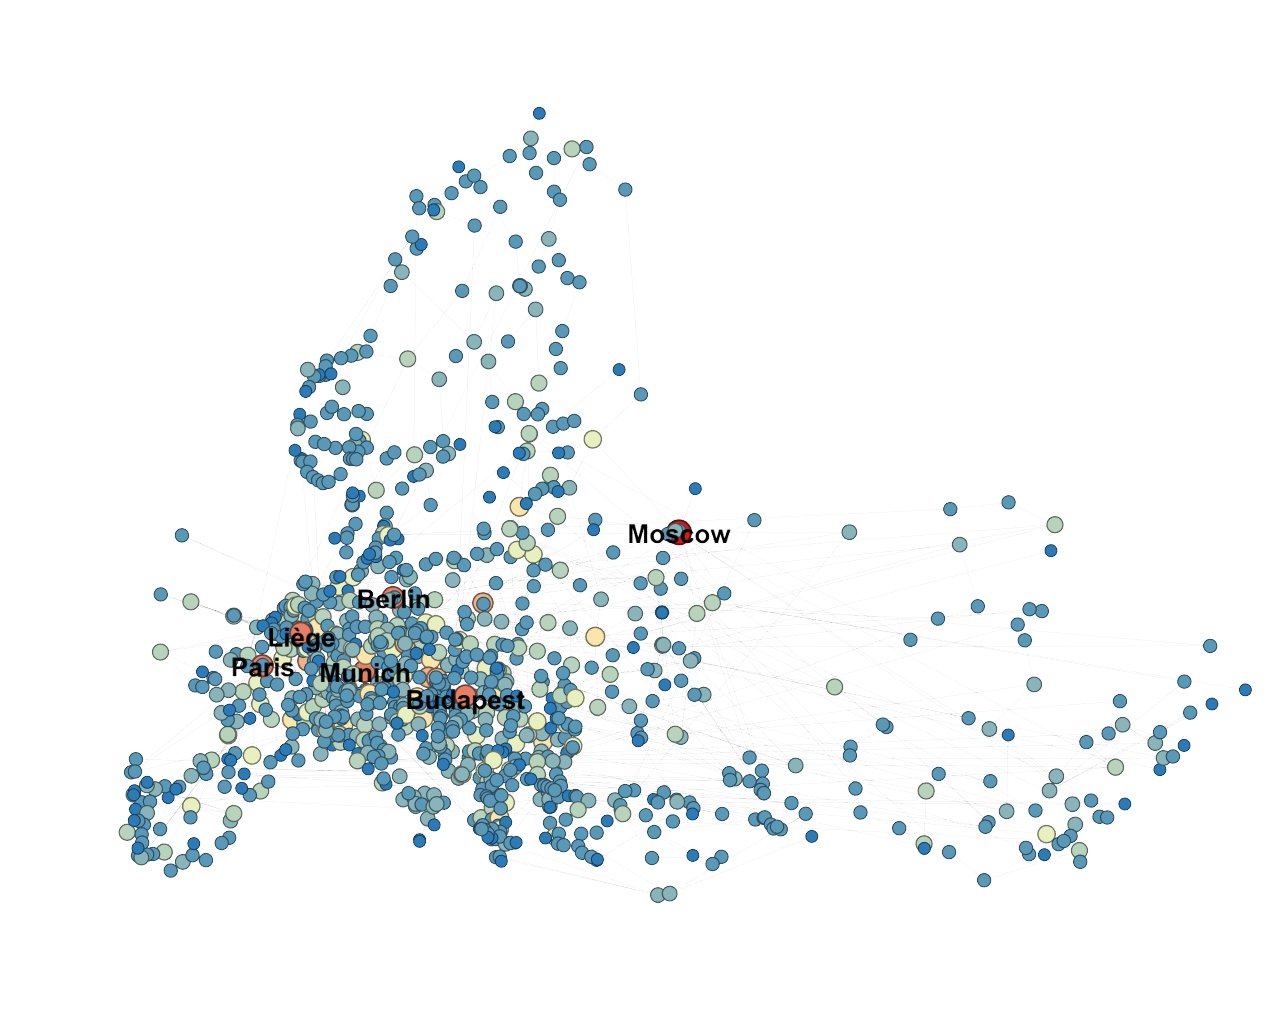 Moscow
Berlin
Liège
Paris
Munich
Budapest